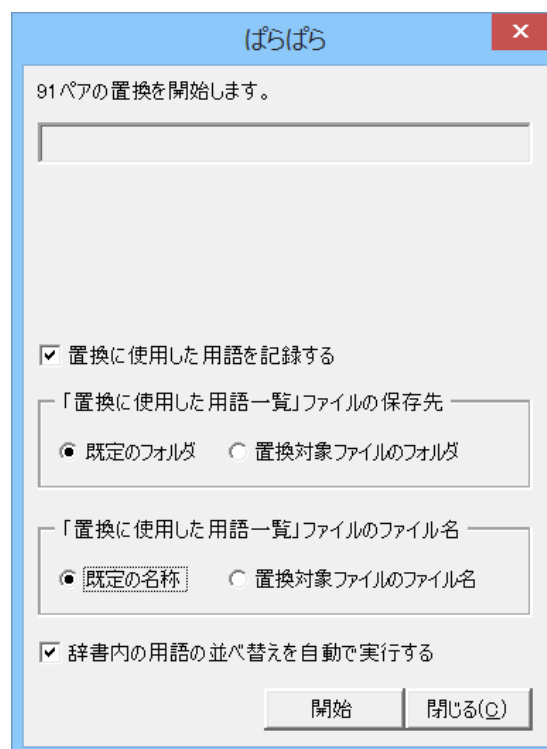 ぱらぱら
91ペアの置換を開始します。
置換に使用した用語を記録する
「置換に使用した用語一覧」ファイルの保存先
既定のフォルダ 置換対象ファイルのフォルダ
「置換に使用した用語一覧」ファイルのファイル名
既定の名称 置換対象ファイルのファイル名
辞書内の用語の並べ替えを自動で実行する
開始 閉じる(C)